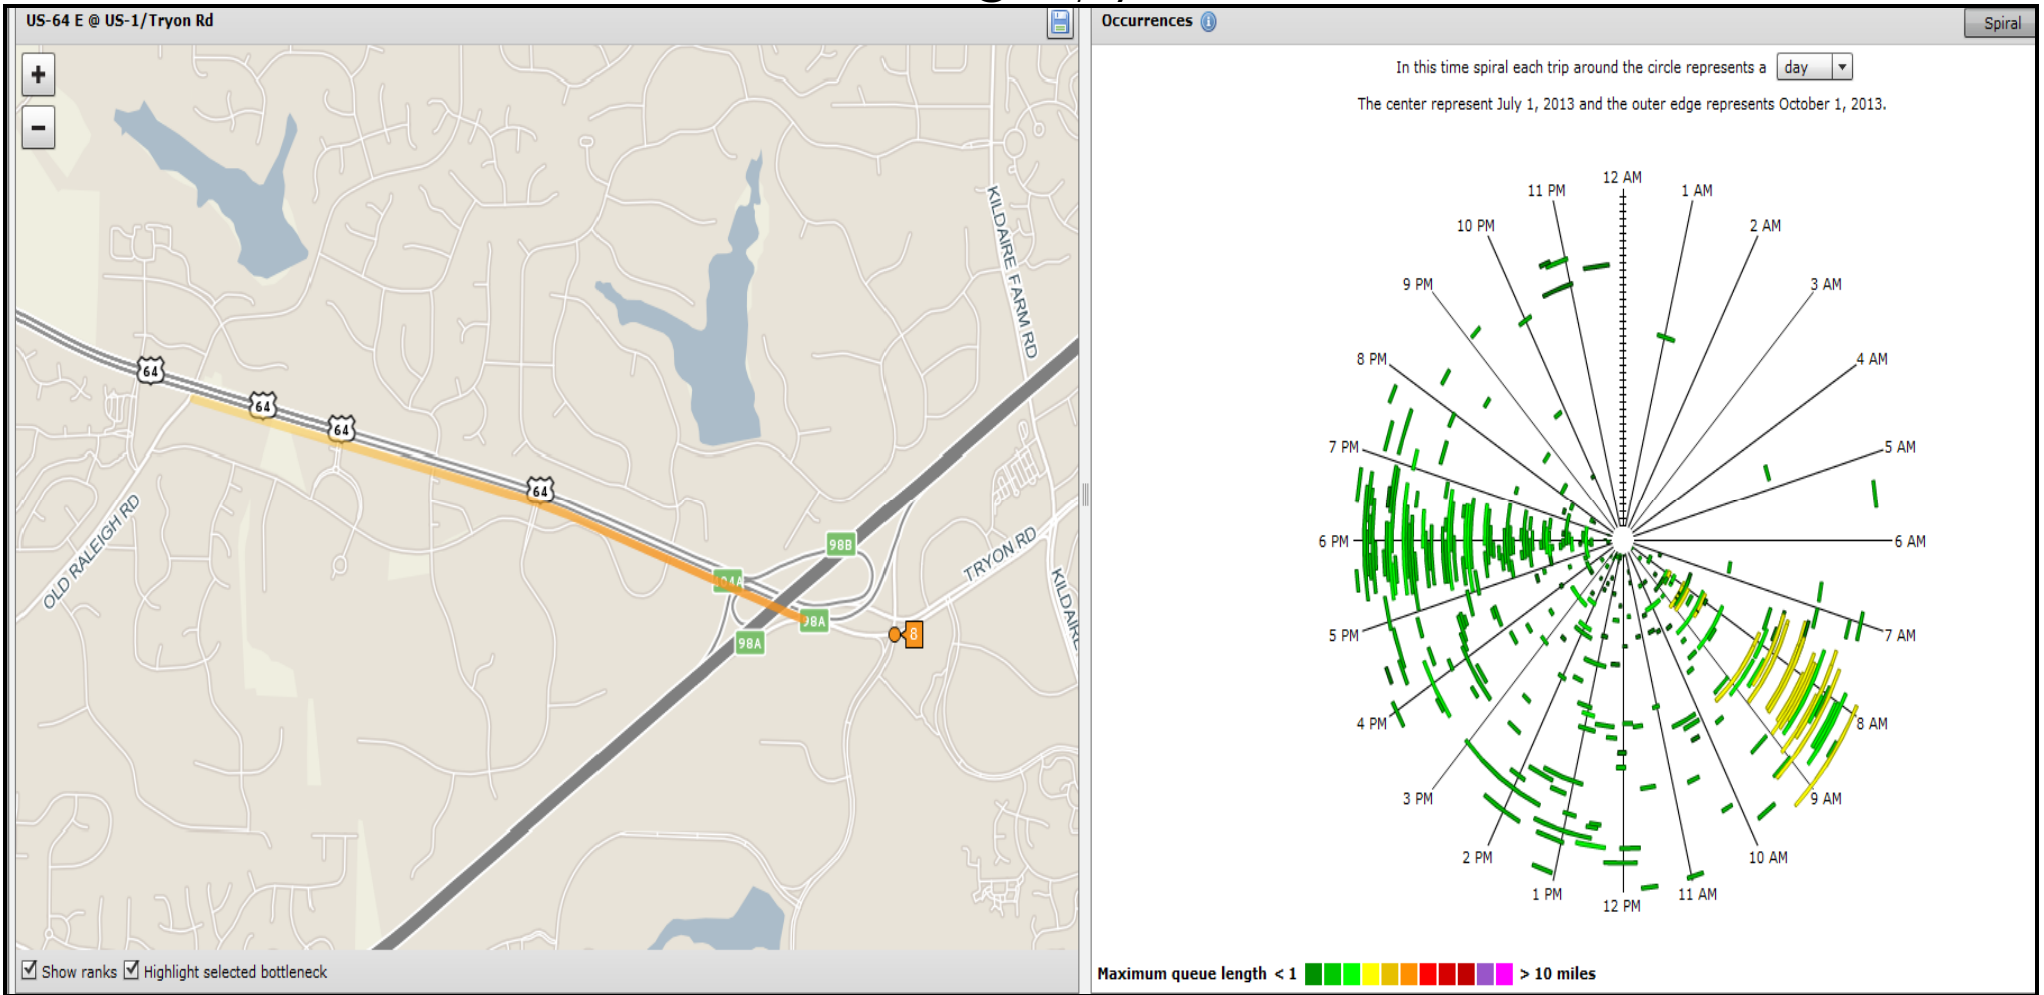 US-64 E @ US-1/Tryon Rd
+
−
64
64
64
64
KILDAIRE FARM RD
OLD RALEIGH RD
TRYON RD
98B
98A
98A
8
Show ranks
Highlight selected bottleneck
Occurrences
Spiral
In this time spiral each trip around the circle represents a day
The center represent July 1, 2013 and the outer edge represents October 1, 2013.
12 AM
1 AM
2 AM
3 AM
4 AM
5 AM
6 AM
7 AM
8 AM
9 AM
10 AM
11 AM
12 PM
1 PM
2 PM
3 PM
4 PM
5 PM
6 PM
7 PM
8 PM
9 PM
10 PM
11 PM
Maximum queue length < 1
> 10 miles